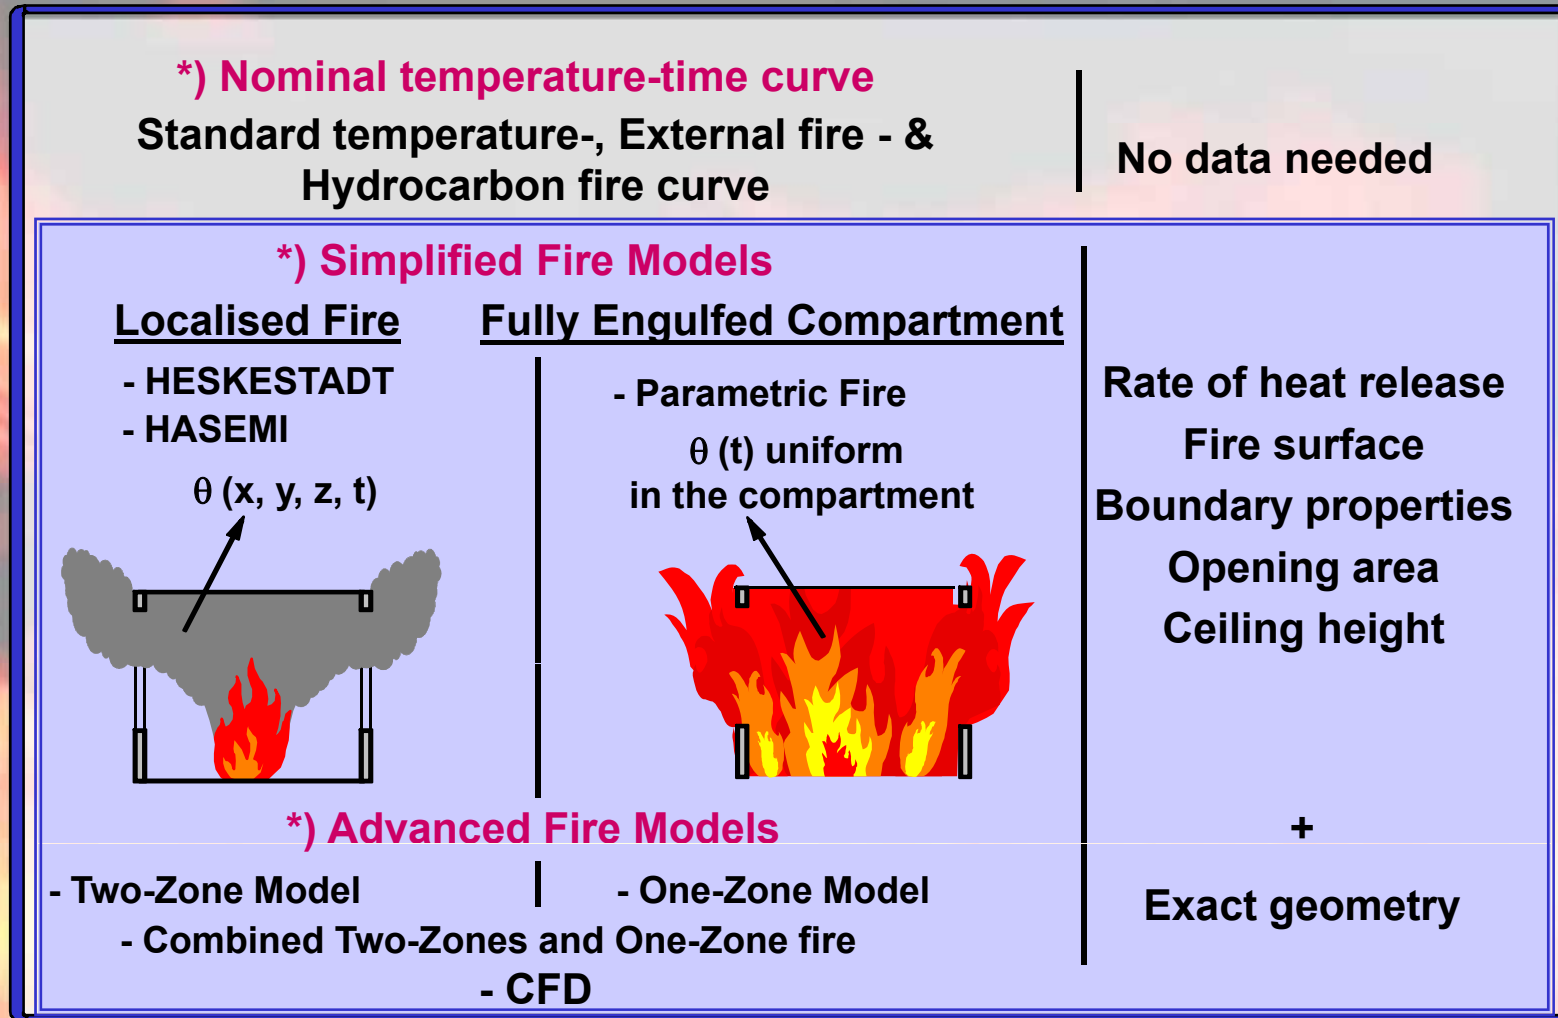 *) Nominal temperature-time curve
Standard temperature-, External fire - &
Hydrocarbon fire curve
No data needed
*) Simplified Fire Models
Localised Fire
- HESKESTADT
- HASEMI
θ (x, y, z, t)
Fully Engulfed Compartment
- Parametric Fire
θ (t) uniform
in the compartment
Rate of heat release
Fire surface
Boundary properties
Opening area
Ceiling height
*) Advanced Fire Models
- Two-Zone Model
- One-Zone Model
- Combined Two-Zones and One-Zone fire
- CFD
+
Exact geometry